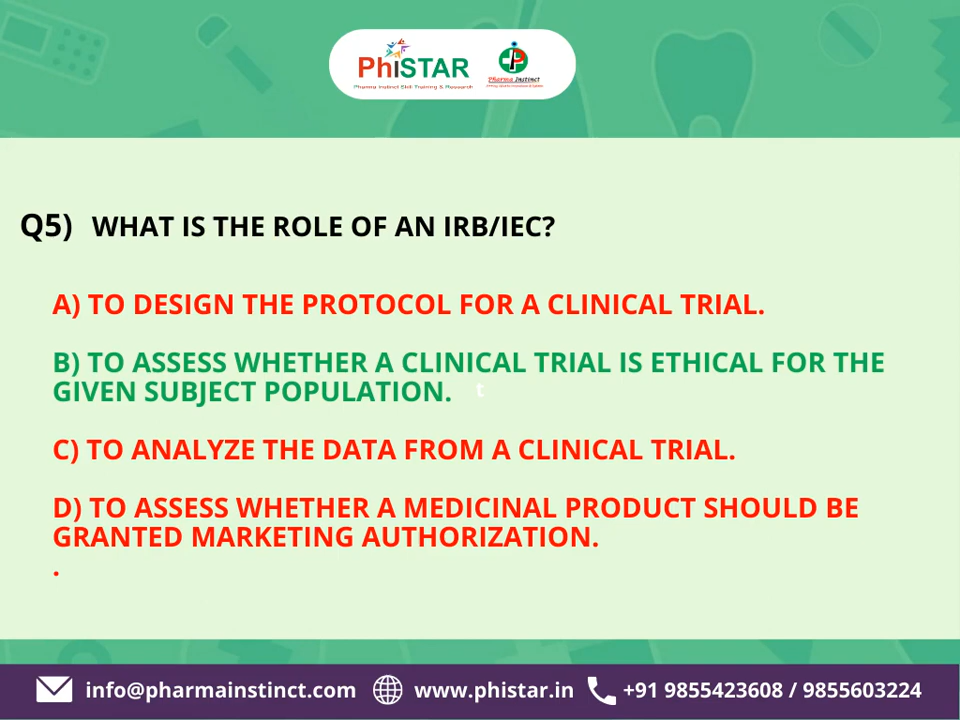 PhiSTAR
Pharma Instinct Skill Training & Research
Pharma Instinct
Q5) WHAT IS THE ROLE OF AN IRB/IEC?
A) TO DESIGN THE PROTOCOL FOR A CLINICAL TRIAL.
B) TO ASSESS WHETHER A CLINICAL TRIAL IS ETHICAL FOR THE
GIVEN SUBJECT POPULATION. t
C) TO ANALYZE THE DATA FROM A CLINICAL TRIAL.
D) TO ASSESS WHETHER A MEDICINAL PRODUCT SHOULD BE
GRANTED MARKETING AUTHORIZATION.
.
info@pharmainstinct.com www.phistar.in +91 9855423608 / 9855603224